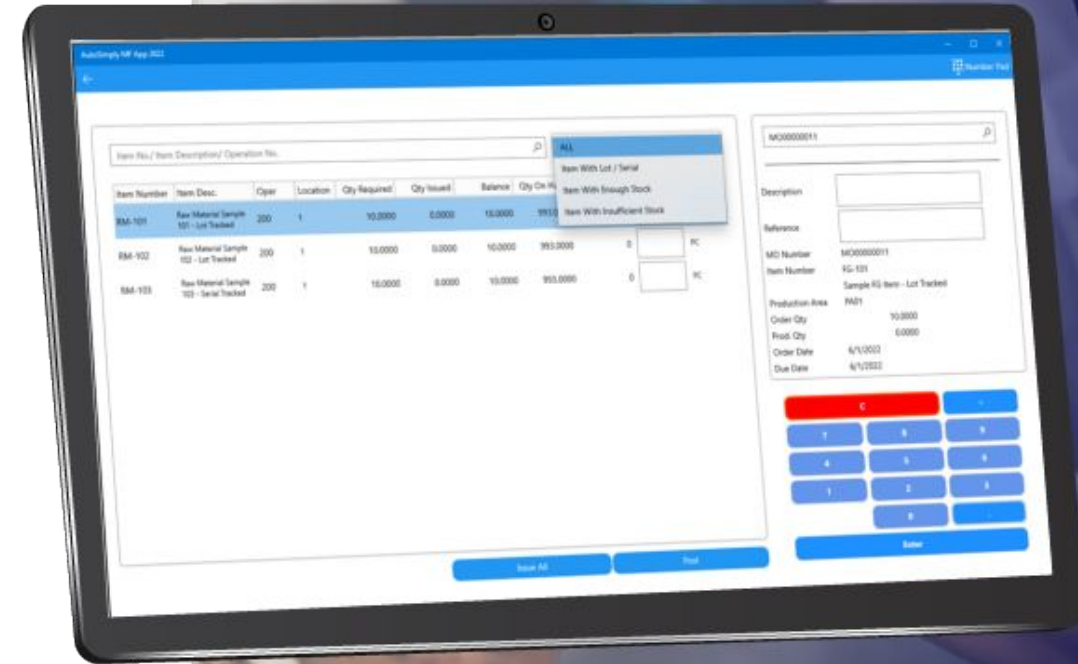 AutoSimply MF App 2022
Number Pad
Item No./ Item Description/ Operation No.
ALL
Item With Lot / Serial
Item With Enough Stock
Item With Insufficient Stock
Item Number Item Desc. Oper Location Qty Required Qty Issued Balance Qty On
RM-101 Raw Material Sample 200 1 10.0000 0.0000 10.0000 993.0
101 - Lot Tracked
RM-102 Raw Material Sample 200 1 10.0000 0.0000 10.0000 993.0000 0 PC
102 - Lot Tracked
RM-103 Raw Material Sample 200 1 10.0000 0.0000 10.0000 0 PC
103 - Serial Tracked
Issue All Post
MO00000011
Description
Reference
MO Number MO00000011
Item Number FG-101
Sample FG Item - Lot Tracked
Production Area PA01
Order Qty 10.0000
Prod. Qty 0.0000
Order Date 6/1/2022
Due Date 6/1/2022
C
7 8 9
4 5 6
1 2 3
0 .
Enter